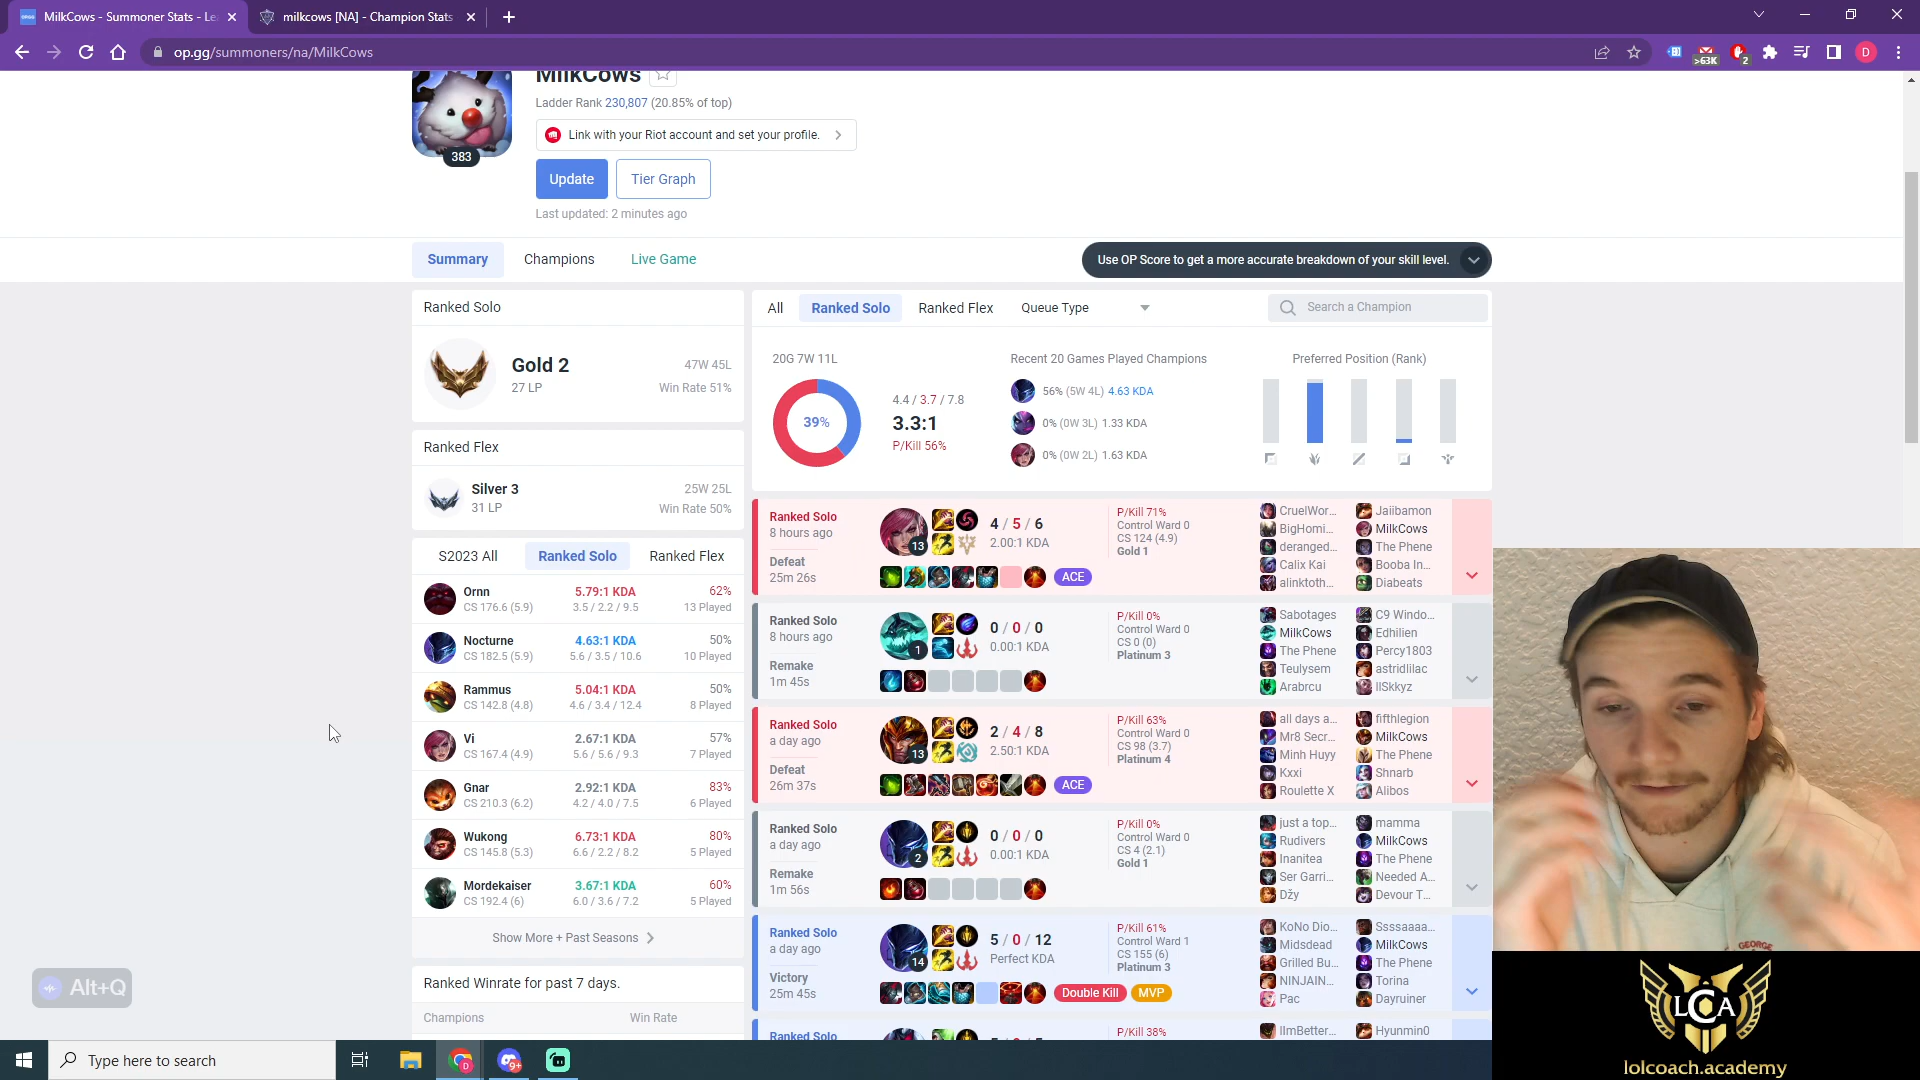 MilkCows - Summoner Stats - Le
milkcows [NA] - Champion Stats
op.gg/summoners/na/MilkCows
>63K
2
D
MilkCows
Ladder Rank 230,807 (20.85% of top)
Link with your Riot account and set your profile.
383
Update
Tier Graph
Last updated: 2 minutes ago
Summary
Champions
Live Game
Use OP Score to get a more accurate breakdown of your skill level.
Ranked Solo
Gold 2
47W 45L
27 LP
Win Rate 51%
Ranked Flex
Silver 3
25W 25L
31 LP
Win Rate 50%
S2023 All
Ranked Solo
Ranked Flex
Ornn
5.79:1 KDA
62%
CS 176.6 (5.9)
3.5 / 2.2 / 9.5
13 Played
Nocturne
4.63:1 KDA
50%
CS 182.5 (5.9)
5.6 / 3.5 / 10.6
10 Played
Rammus
5.04:1 KDA
50%
CS 142.8 (4.8)
4.6 / 3.4 / 12.4
8 Played
Vi
2.67:1 KDA
57%
CS 167.4 (4.9)
5.6 / 5.6 / 9.3
7 Played
Gnar
2.92:1 KDA
83%
CS 210.3 (6.2)
4.2 / 4.0 / 7.5
6 Played
Wukong
6.73:1 KDA
80%
CS 145.8 (5.3)
6.6 / 2.2 / 8.2
5 Played
Mordekaiser
3.67:1 KDA
60%
CS 192.4 (6)
6.0 / 3.6 / 7.2
5 Played
Show More + Past Seasons
Ranked Winrate for past 7 days.
Champions
Win Rate
All
Ranked Solo
Ranked Flex
Queue Type
Search a Champion
20G 7W 11L
39%
4.4 / 3.7 / 7.8
3.3:1
P/Kill 56%
Recent 20 Games Played Champions
56% (5W 4L) 4.63 KDA
0% (0W 3L) 1.33 KDA
0% (0W 2L) 1.63 KDA
Preferred Position (Rank)
Ranked Solo
8 hours ago
Defeat
25m 26s
13
4 / 5 / 6
2.00:1 KDA
ACE
P/Kill 71%
Control Ward 0
CS 124 (4.9)
Gold 1
CruelWor...
BigHomi...
deranged...
Calix Kai
alinktoth...
Jaiibamon
MilkCows
The Phene
Booba In...
Diabeats
Ranked Solo
8 hours ago
Remake
1m 45s
1
0 / 0 / 0
0.00:1 KDA
P/Kill 0%
Control Ward 0
CS 0 (0)
Platinum 3
Sabotages
MilkCows
The Phene
Teulysem
Arabrcu
C9 Windo...
Edhilien
Percy1803
astridlilac
IlSkkyz
Ranked Solo
a day ago
Defeat
26m 37s
13
2 / 4 / 8
2.50:1 KDA
ACE
P/Kill 63%
Control Ward 0
CS 98 (3.7)
Platinum 4
all days a...
Mr8 Secr...
Minh Huyy
Kxxi
Roulette X
fifthlegion
MilkCows
The Phene
Shnarb
Alibos
Ranked Solo
a day ago
Remake
1m 56s
2
0 / 0 / 0
0.00:1 KDA
P/Kill 0%
Control Ward 0
CS 4 (2.1)
Gold 1
just a top...
Rudivers
Inanitea
Ser Garri...
Džy
mamma
MilkCows
The Phene
Needed A...
Devour T...
Ranked Solo
a day ago
Victory
25m 45s
14
5 / 0 / 12
Perfect KDA
Double Kill
MVP
P/Kill 61%
Control Ward 1
CS 155 (6)
Platinum 3
KoNo Dio...
Midsdead
Grilled Bu...
NINJAIN...
Pac
Ssssaaaa...
MilkCows
The Phene
Torina
Dayruiner
Ranked Solo
P/Kill 38%
IImBetter...
Hyunmin0
Alt+Q
Type here to search
9+
GEORGE
LCA
lolcoach.academy